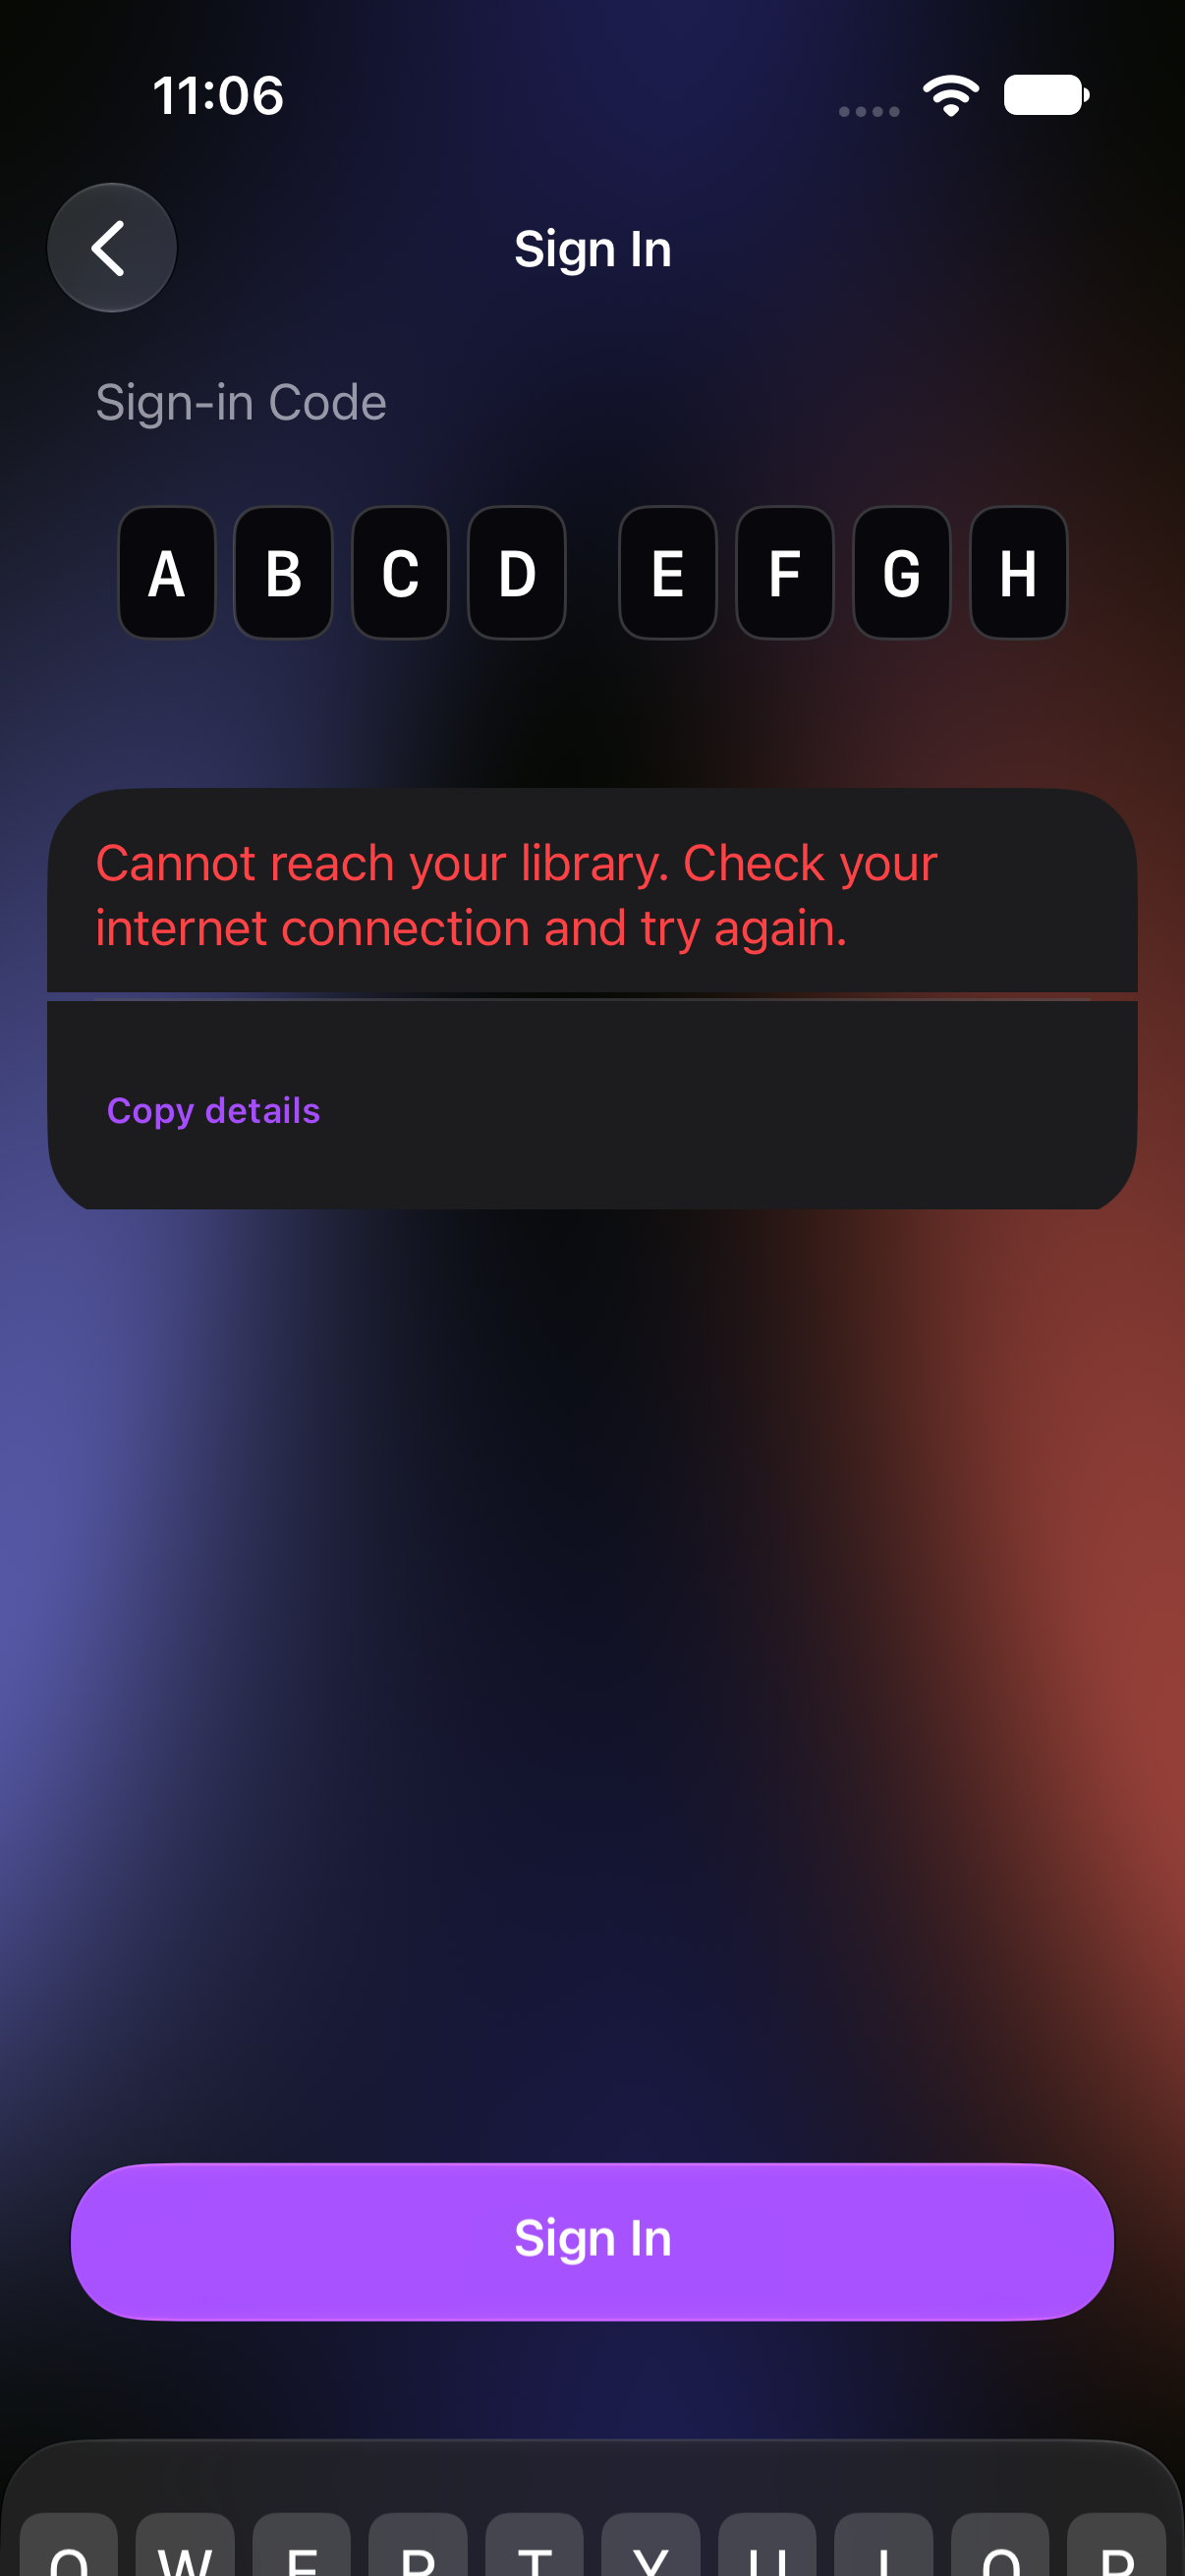 11:06
Sign In
Sign-in Code
A B C D E F G H
Cannot reach your library. Check your
internet connection and try again.
Copy details
Sign In
Q W E R T Y U I O P